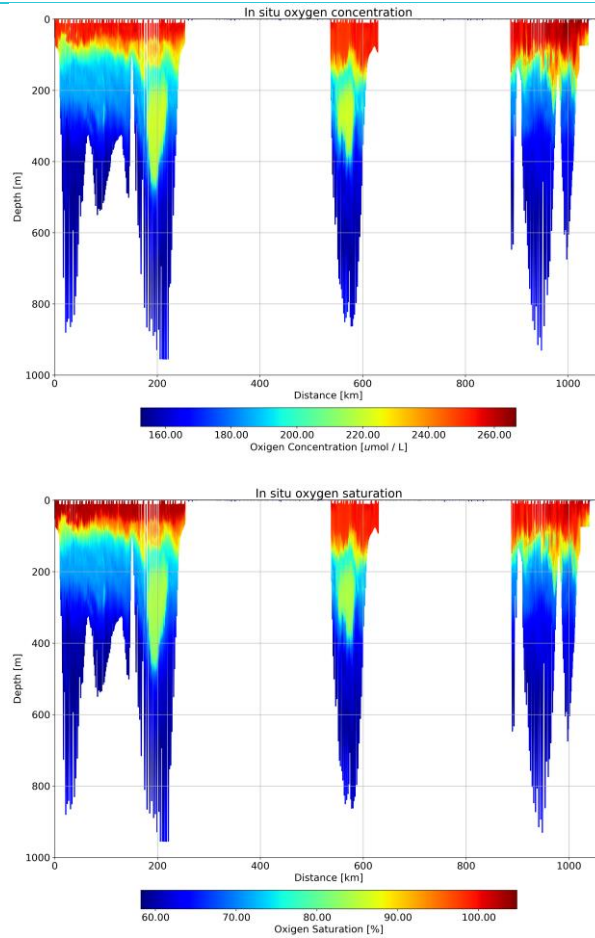 In situ oxygen concentration
0
200
400
600
800
1000
Depth [m]
0 200 400 600 800 1000
Distance [km]
160.00 180.00 200.00 220.00 240.00 260.00
Oxigen Concentration [umol / L]
In situ oxygen saturation
0
200
400
600
800
1000
Depth [m]
0 200 400 600 800 1000
Distance [km]
60.00 70.00 80.00 90.00 100.00
Oxigen Saturation [%]